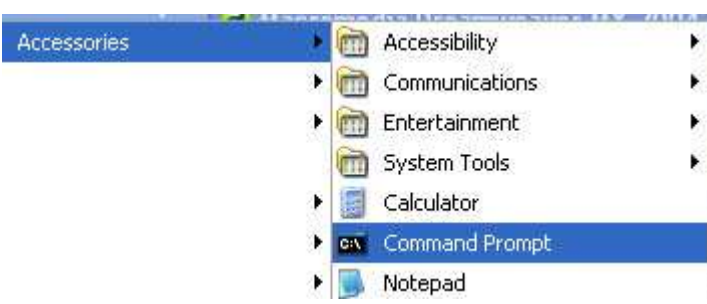 Accessories
Accessibility
Communications
Entertainment
System Tools
Calculator
C:\
Command Prompt
Notepad